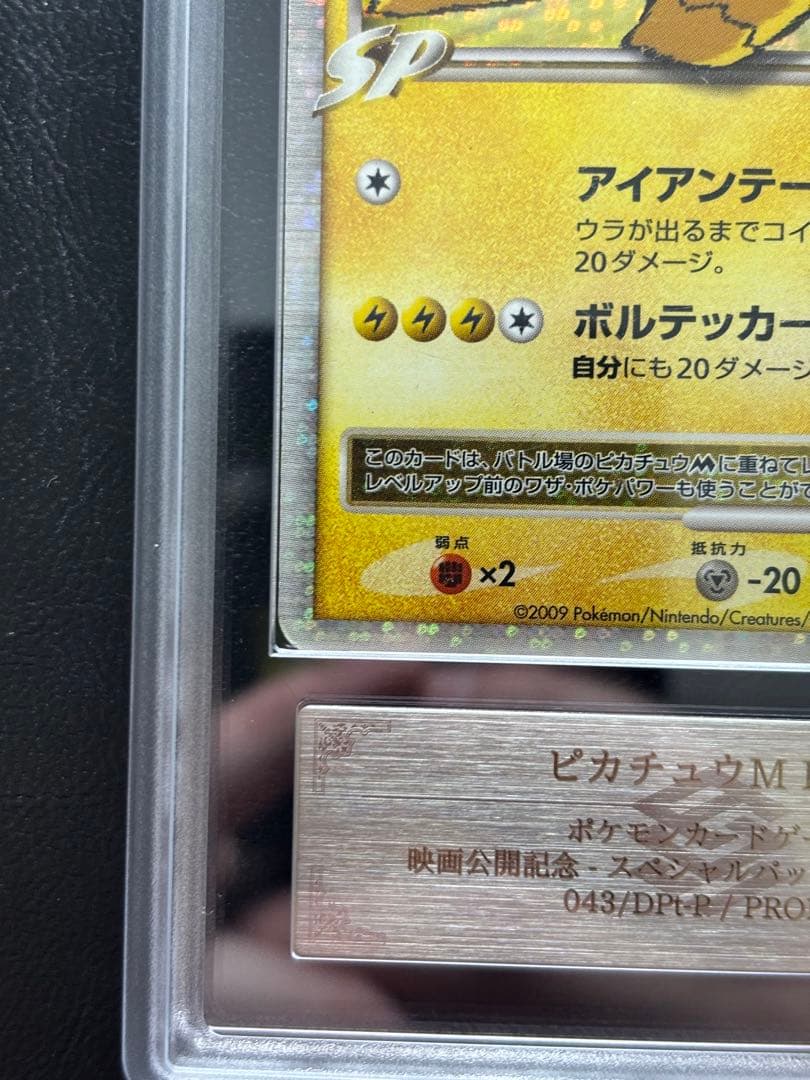 SP
アイアンテー
ウラが出るまでコイ
20ダメージ。
ボルテッカー
自分にも20ダメージ
このカードは、バトル場のピカチュウMに重ねてレ
レベルアップ前のワザ・ポケパワーも使うことがで
弱点 抵抗力
×2 -20
©2009 Pokémon/Nintendo/Creatures/
ピカチュウM
ポケモンカードゲ
映画公開記念 - スペシャルパッ
043/DPt-P / PRO